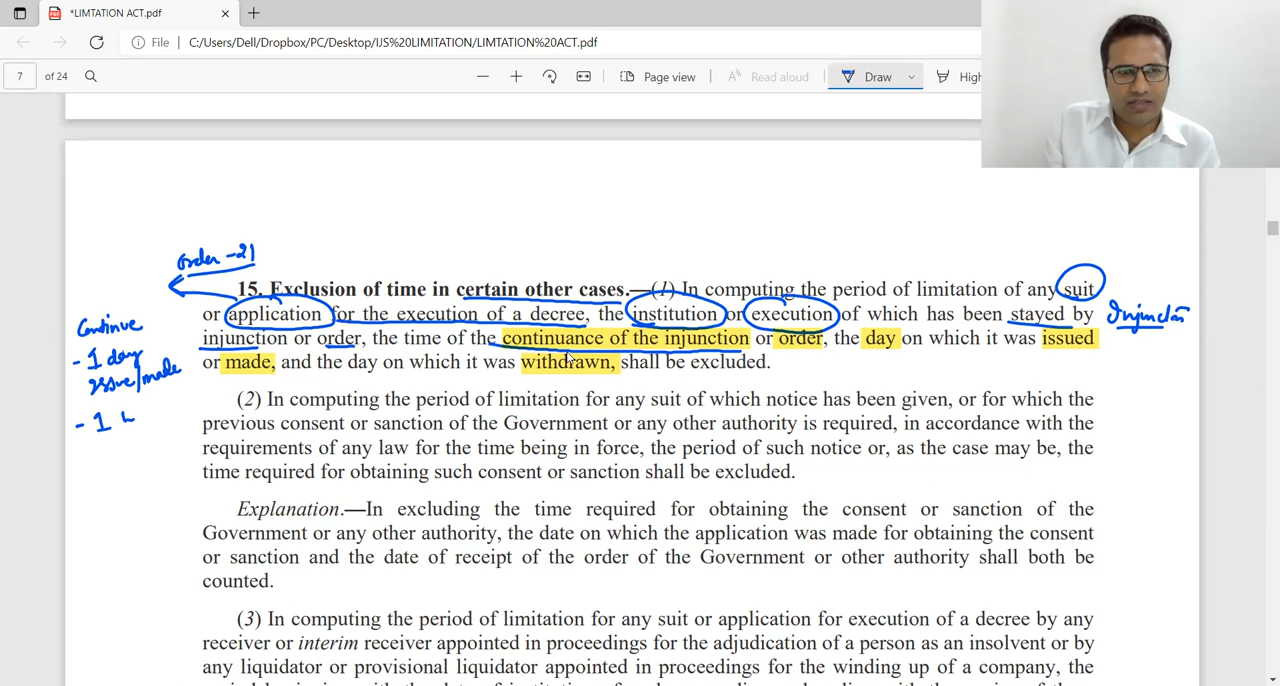 *LIMTATION ACT.pdf
File | C:/Users/Dell/Dropbox/PC/Desktop/IJS%20LIMITATION/LIMTATION%20ACT.pdf
7 of 24 Page view Read aloud Draw High
order -21
15. Exclusion of time in certain other cases.—(1) In computing the period of limitation of any suit
or application for the execution of a decree, the institution or execution of which has been stayed by
injunction or order, the time of the continuance of the injunction or order, the day on which it was issued
or made, and the day on which it was withdrawn, shall be excluded.
Injunction
Continue
- 1 day
issue/made
- 1
(2) In computing the period of limitation for any suit of which notice has been given, or for which the
previous consent or sanction of the Government or any other authority is required, in accordance with the
requirements of any law for the time being in force, the period of such notice or, as the case may be, the
time required for obtaining such consent or sanction shall be excluded.
Explanation.—In excluding the time required for obtaining the consent or sanction of the
Government or any other authority, the date on which the application was made for obtaining the consent
or sanction and the date of receipt of the order of the Government or other authority shall both be
counted.
(3) In computing the period of limitation for any suit or application for execution of a decree by any
receiver or interim receiver appointed in proceedings for the adjudication of a person as an insolvent or by
any liquidator or provisional liquidator appointed in proceedings for the winding up of a company, the